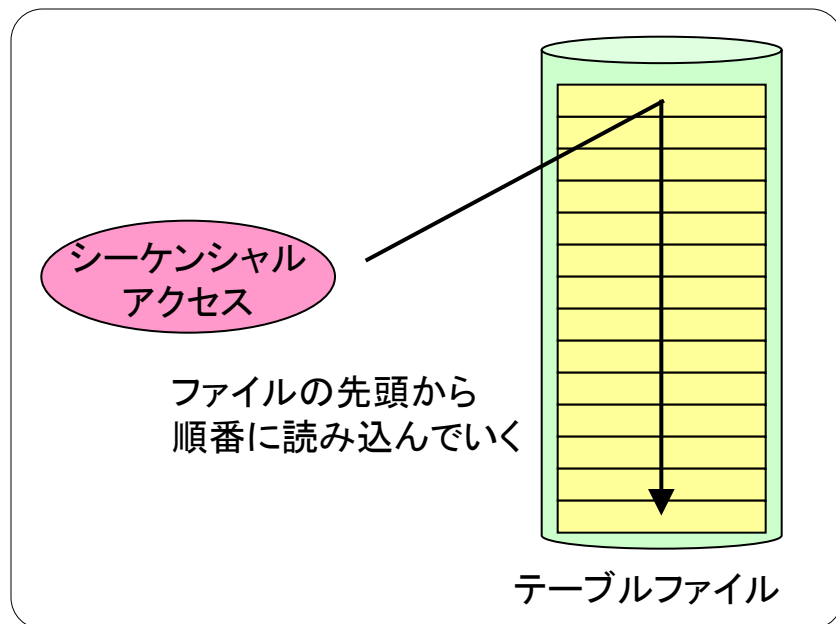 シーケンシャル
アクセス
ファイルの先頭から
順番に読み込んでいく
テーブルファイル